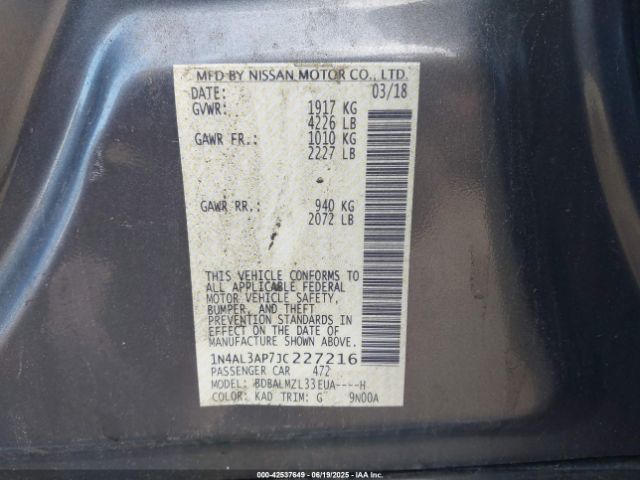 MFD BY NISSAN MOTOR CO., LTD.
DATE: 03/18
GVWR: 1917 KG
4226 LB
GAWR FR.: 1010 KG
2227 LB
GAWR RR.: 940 KG
2072 LB
THIS VEHICLE CONFORMS TO
ALL APPLICABLE FEDERAL
MOTOR VEHICLE SAFETY,
BUMPER, AND THEFT
PREVENTION STANDARDS IN
EFFECT ON THE DATE OF
MANUFACTURE SHOWN ABOVE.
1N4AL3AP7JC227216
PASSENGER CAR 472
MODEL: BDBALMZL33EUA----H
COLOR: KAD TRIM: G 9N00A
00-42537649 - 06/19/2025 - IAA Inc.